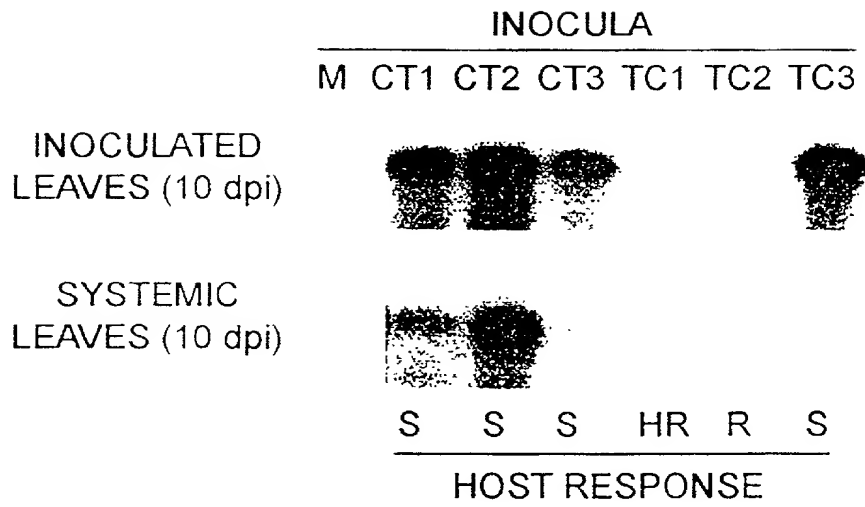 INOCULA
M CT1 CT2 CT3 TC1 TC2 TC3
INOCULATED
LEAVES (10 dpi)
SYSTEMIC
LEAVES (10 dpi)
S S S HR R S
HOST RESPONSE